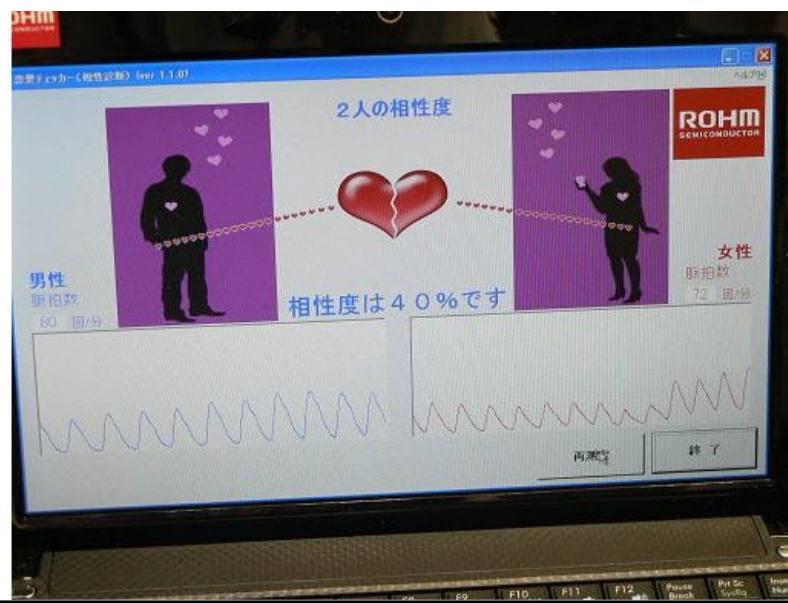 ROHM
SEMICONDUCTOR
恋愛チェッカー(相性診断) (ver 1.1.0)
ヘルプ(H)
2人の相性度
ROHM
SEMICONDUCTOR
男性
脈拍数
80 回/分
女性
脈拍数
72 回/分
相性度は40%です
再測定
終了
F8
F9
F10
F11
F12
Pause
Break
Prt Sc
SysRq